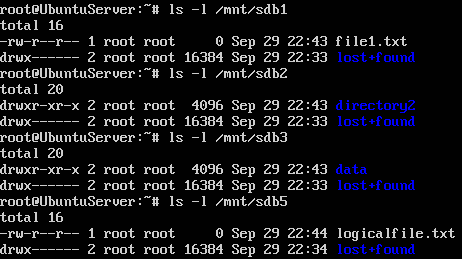 root@UbuntuServer:~# ls -l /mnt/sdb1
total 16
-rw-r--r-- 1 root root     0 Sep 29 22:43 file1.txt
drwx------ 2 root root 16384 Sep 29 22:33 lost+found
root@UbuntuServer:~# ls -l /mnt/sdb2
total 20
drwxr-xr-x 2 root root  4096 Sep 29 22:43 directory2
drwx------ 2 root root 16384 Sep 29 22:33 lost+found
root@UbuntuServer:~# ls -l /mnt/sdb3
total 20
drwxr-xr-x 2 root root  4096 Sep 29 22:43 data
drwx------ 2 root root 16384 Sep 29 22:33 lost+found
root@UbuntuServer:~# ls -l /mnt/sdb5
total 16
-rw-r--r-- 1 root root     0 Sep 29 22:44 logicalfile.txt
drwx------ 2 root root 16384 Sep 29 22:34 lost+found